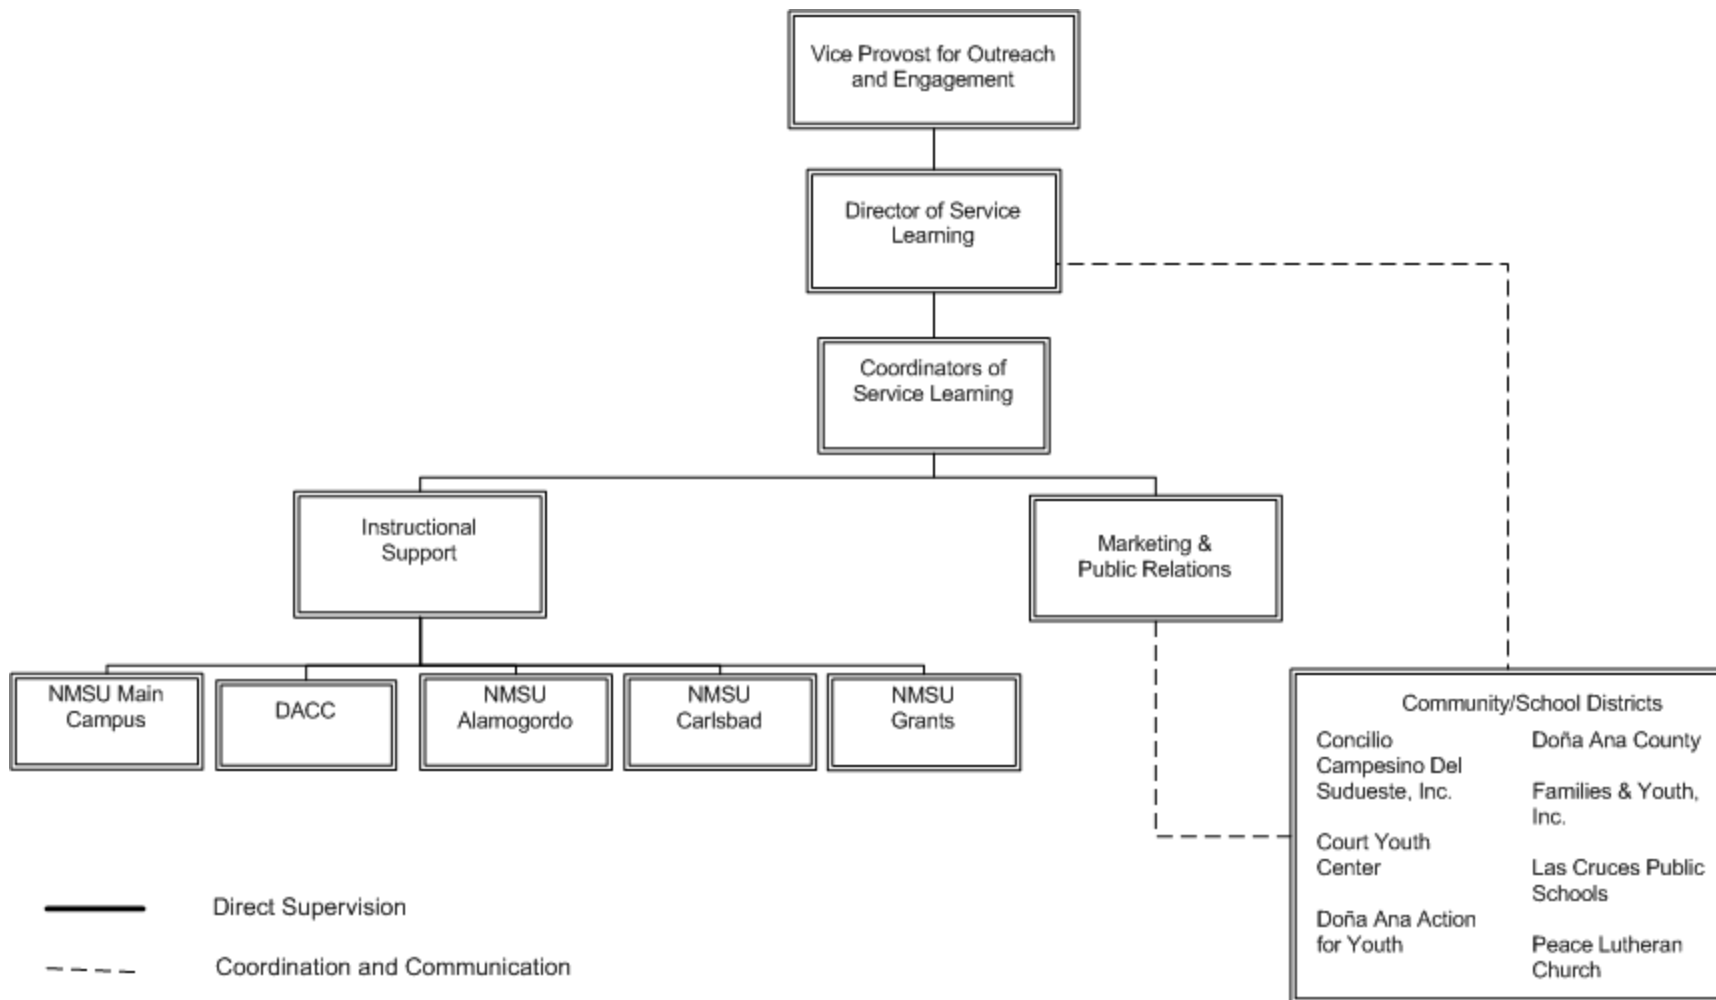 Vice Provost for Outreach
and Engagement
Director of Service
Learning
Coordinators of
Service Learning
Instructional
Support
Marketing &
Public Relations
NMSU Main
Campus
DACC
NMSU
Alamogordo
NMSU
Carlsbad
NMSU
Grants
Community/School Districts
Concilio
Campesino Del
Sudueste, Inc.
Court Youth
Center
Doña Ana Action
for Youth
Doña Ana County
Families & Youth,
Inc.
Las Cruces Public
Schools
Peace Lutheran
Church
Direct Supervision
Coordination and Communication